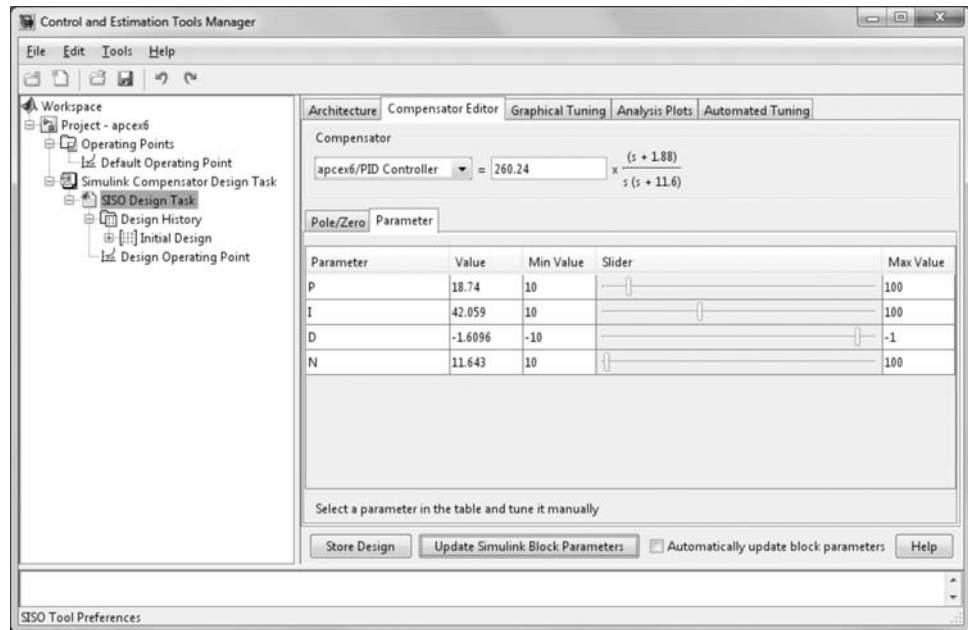 Control and Estimation Tools Manager
File Edit Tools Help
Workspace
Project - apcex6
Operating Points
Default Operating Point
Simulink Compensator Design Task
SISO Design Task
Design History
Initial Design
Design Operating Point
Architecture Compensator Editor Graphical Tuning Analysis Plots Automated Tuning
Compensator
apcex6/PID Controller = 260.24 x (s + 1.88)
s (s + 11.6)
Pole/Zero Parameter
Parameter Value Min Value Slider Max Value
P 18.74 10 100
I 42.059 10 100
D -1.6096 -10 -1
N 11.643 10 100
Select a parameter in the table and tune it manually
Store Design Update Simulink Block Parameters Automatically update block parameters Help
SISO Tool Preferences